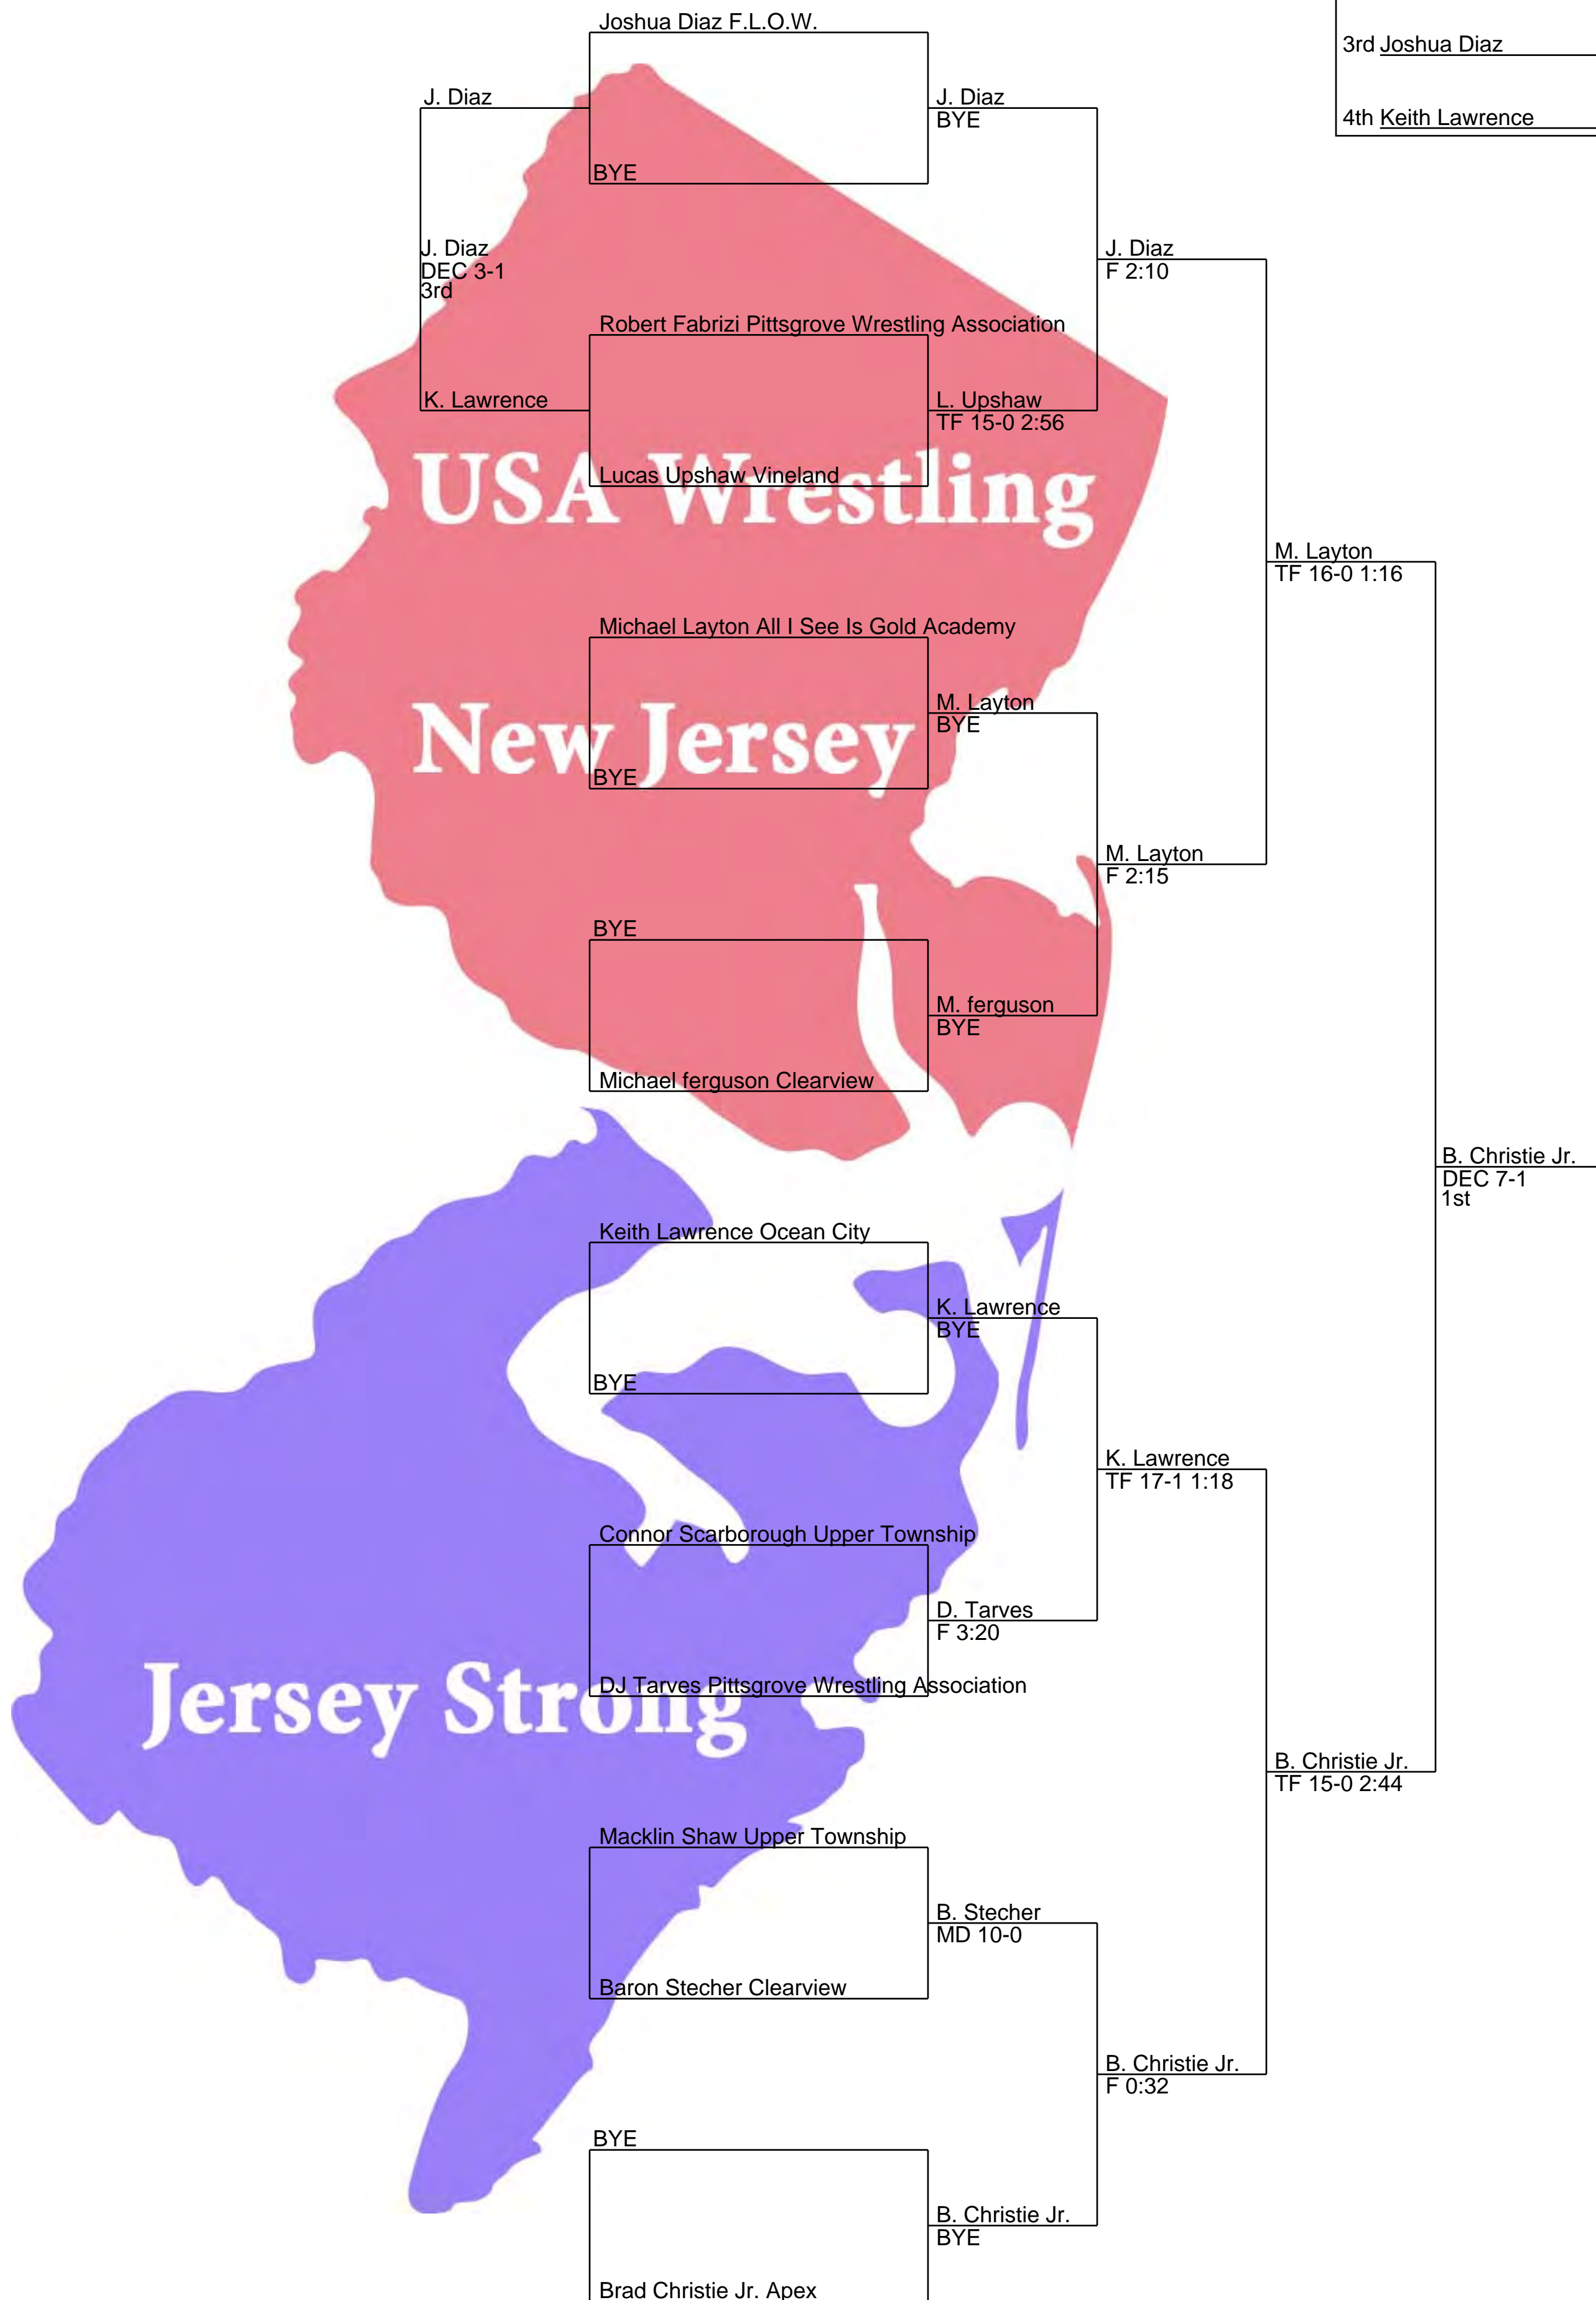 Joshua Diaz F.L.O.W.
3rd Joshua Diaz
J. Diaz
J. Diaz
BYE
4th Keith Lawrence
BYE
J. Diaz
DEC 3-1
3rd
J. Diaz
F 2:10
Robert Fabrizi Pittsgrove Wrestling Association
K. Lawrence
L. Upshaw
TF 15-0 2:56
USA Wrestling
Lucas Upshaw Vineland
M. Layton
TF 16-0 1:16
Michael Layton All I See Is Gold Academy
M. Layton
BYE
New Jersey
BYE
M. Layton
F 2:15
BYE
M. ferguson
BYE
Michael ferguson Clearview
B. Christie Jr.
DEC 7-1
1st
Keith Lawrence Ocean City
K. Lawrence
BYE
BYE
K. Lawrence
TF 17-1 1:18
Connor Scarborough Upper Township
D. Tarves
F 3:20
DJ Tarves Pittsgrove Wrestling Association
Jersey Strong
B. Christie Jr.
TF 15-0 2:44
Macklin Shaw Upper Township
B. Stecher
MD 10-0
Baron Stecher Clearview
B. Christie Jr.
F 0:32
BYE
B. Christie Jr.
BYE
Brad Christie Jr. Apex